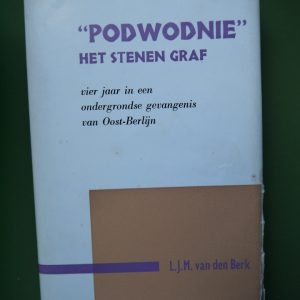 "PODWODNIE"
HET STENEN GRAF
vier jaar in een
ondergrondse gevangenis
van Oost-Berlijn
L.J.M. van den Berk